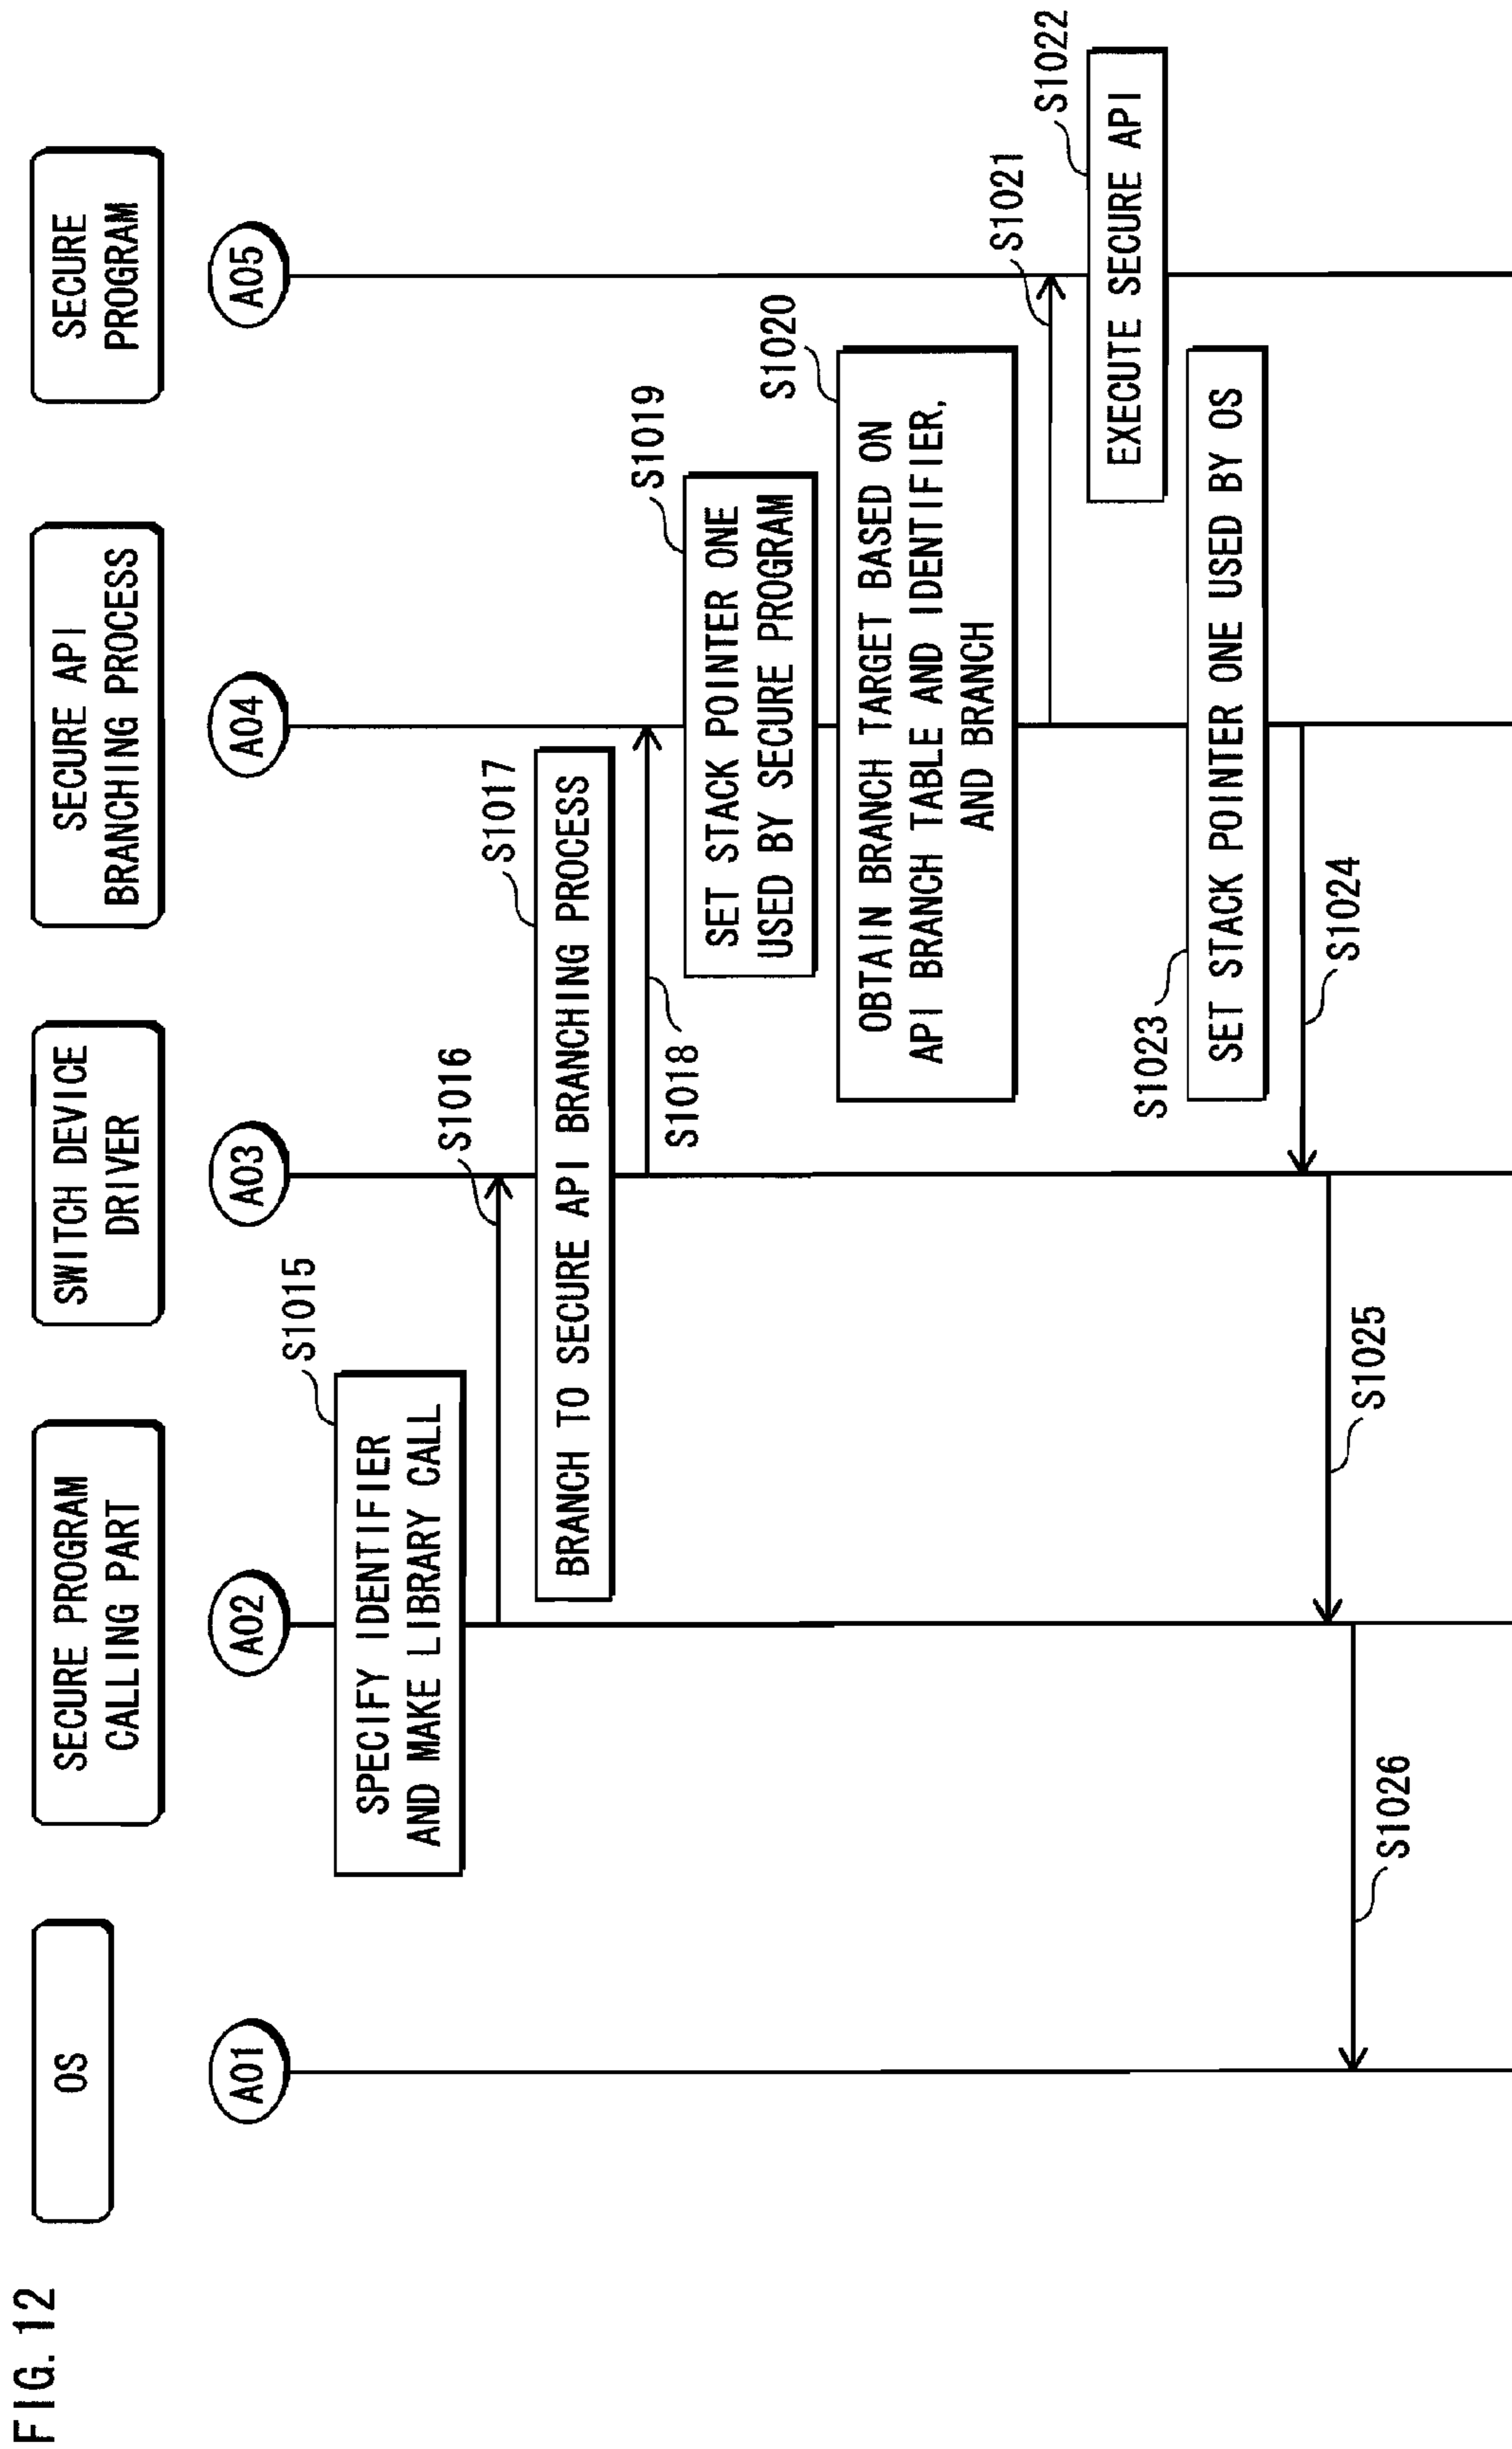 FIG. 12
OS
SECURE PROGRAM
CALLING PART
SWITCH DEVICE
DRIVER
SECURE API
BRANCHING PROCESS
SECURE
PROGRAM
A01
A02
A03
A04
A05
S1015
SPECIFY IDENTIFIER
AND MAKE LIBRARY CALL
S1016
S1017
BRANCH TO SECURE API BRANCHING PROCESS
S1018
S1019
SET STACK POINTER ONE
USED BY SECURE PROGRAM
S1020
OBTAIN BRANCH TARGET BASED ON
API BRANCH TABLE AND IDENTIFIER,
AND BRANCH
S1021
S1022
EXECUTE SECURE API
S1023
SET STACK POINTER ONE USED BY OS
S1024
S1025
S1026